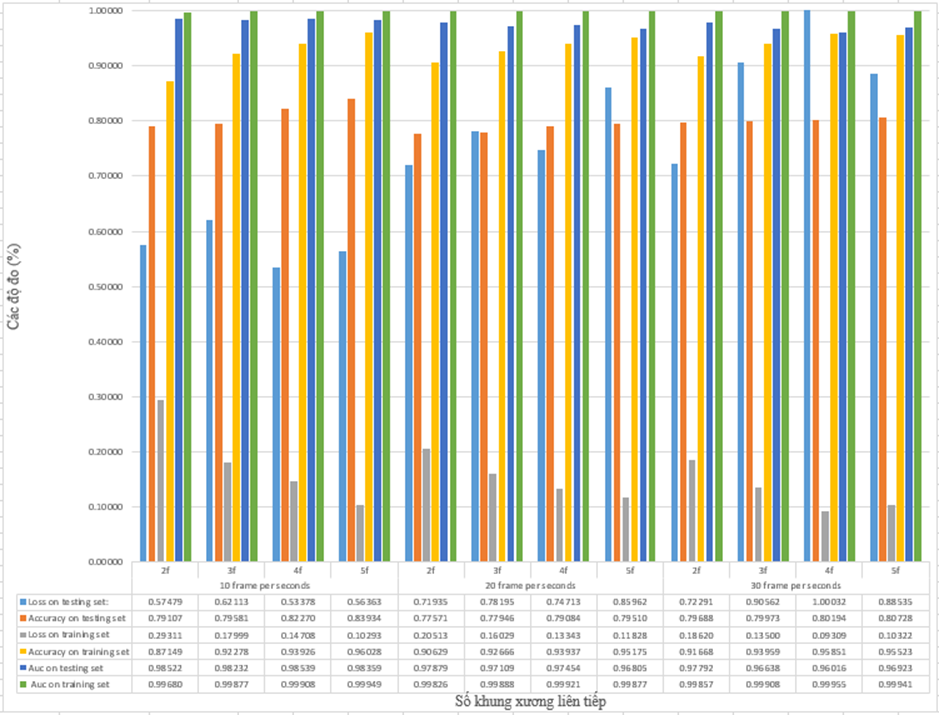 1.00000
0.90000
0.80000
0.70000
0.60000
0.50000
0.40000
0.30000
0.20000
0.10000
0.00000
Các độ đo (%)
2f 3f 4f 5f 2f 3f 4f 5f 2f 3f 4f 5f
10 frame per seconds 20 frame per seconds 30 frame per seconds
Loss on testing set: 0.57479 0.62113 0.53378 0.56363 0.71935 0.78195 0.74713 0.85962 0.72291 0.90562 1.00032 0.88535
Accuracy on testing set 0.79107 0.79581 0.82270 0.83934 0.77571 0.77946 0.79084 0.79510 0.79688 0.79973 0.80194 0.80728
Loss on training set 0.29311 0.17999 0.14708 0.10293 0.20513 0.16029 0.13343 0.11828 0.18620 0.13500 0.09309 0.10322
Accuracy on training set 0.87149 0.92278 0.93926 0.96028 0.90629 0.92666 0.93937 0.95175 0.91668 0.93959 0.95851 0.95523
Auc on testing set 0.98522 0.98232 0.98539 0.98359 0.97879 0.97109 0.97454 0.96805 0.97792 0.96638 0.96016 0.96923
Auc on training set 0.99680 0.99877 0.99908 0.99949 0.99826 0.99888 0.99921 0.99877 0.99857 0.99908 0.99955 0.99941
Số khung xương liên tiếp